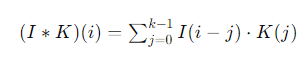 (I * K)(i) = ∑_{j=0}^{k−1} I(i − j) · K(j)